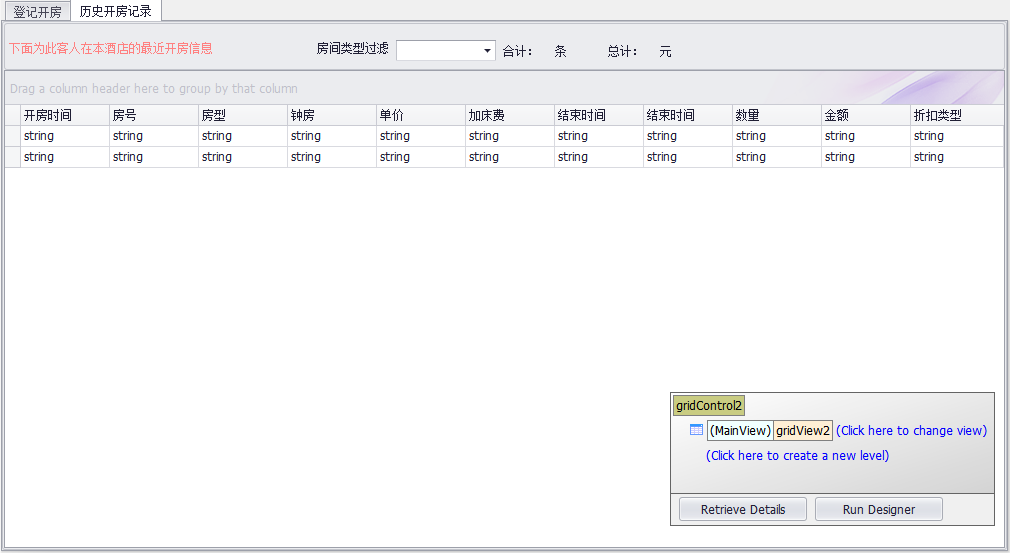 登记开房 历史开房记录
下面为此客人在本酒店的最近开房信息 房间类型过滤 合计： 条 总计： 元
Drag a column header here to group by that column
开房时间 房号 房型 钟房 单价 加床费 结束时间 结束时间 数量 金额 折扣类型
string string string string string string string string string string string
string string string string string string string string string string string
gridControl2
(MainView) gridView2 (Click here to change view)
(Click here to create a new level)
Retrieve Details Run Designer